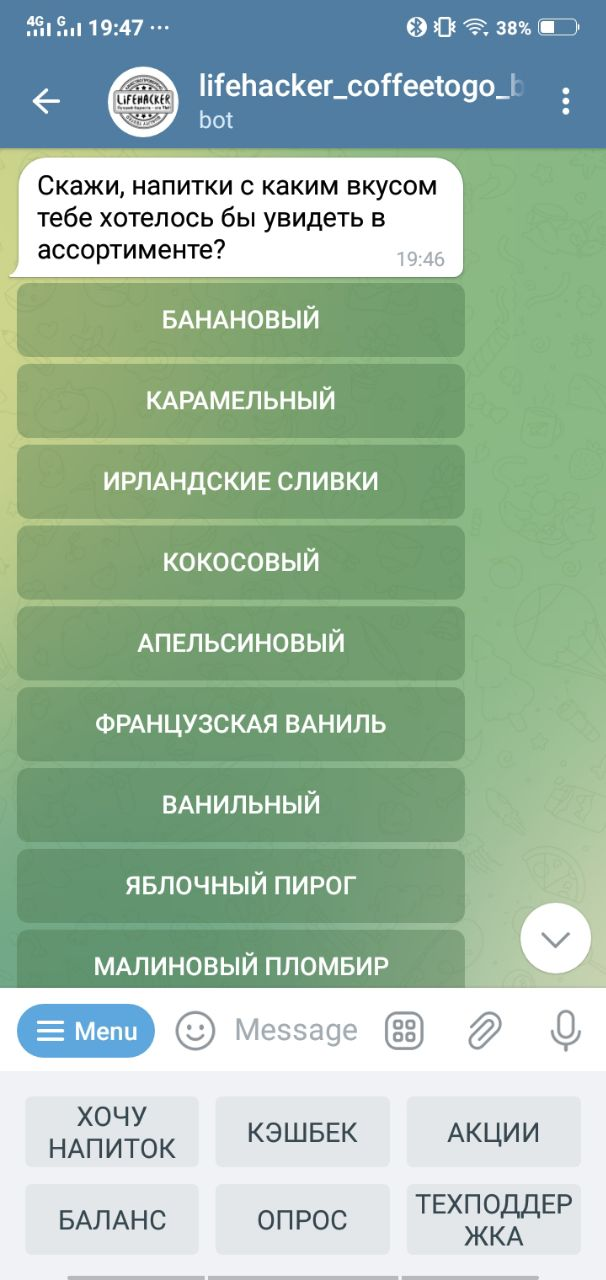 4G G 19:47 ... 38%
LIFEHACKER
lifehacker_coffeetogo_b
bot
Скажи, напитки с каким вкусом
тебе хотелось бы увидеть в
ассортименте?
19:46
БАНАНОВЫЙ
КАРАМЕЛЬНЫЙ
ИРЛАНДСКИЕ СЛИВКИ
КОКОСОВЫЙ
АПЕЛЬСИНОВЫЙ
ФРАНЦУЗСКАЯ ВАНИЛЬ
ВАНИЛЬНЫЙ
ЯБЛОЧНЫЙ ПИРОГ
МАЛИНОВЫЙ ПЛОМБИР
Menu Message
ХОЧУ
НАПИТОК
КЭШБЕК
АКЦИИ
БАЛАНС
ОПРОС
ТЕХПОДДЕР
ЖКА